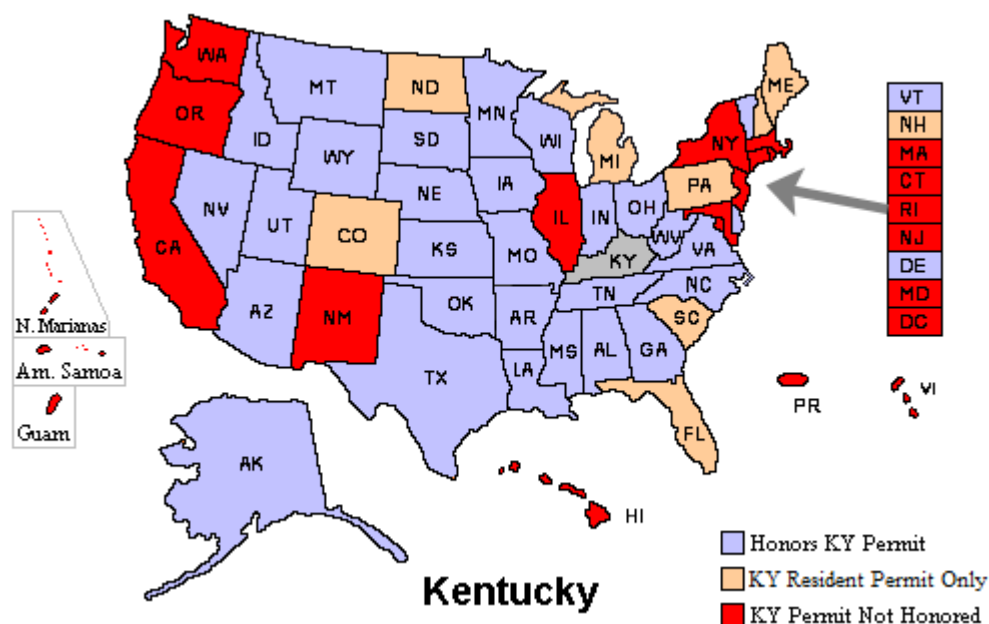 WA
MT
ND
MN
ME
VT
NH
MA
CT
RI
NJ
DE
MD
DC
OR
ID
WY
SD
WI
MI
NY
PA
NV
UT
CO
NE
IA
IL
IN
OH
WV
VA
CA
KS
MO
KY
NC
AZ
NM
OK
AR
TN
SC
TX
LA
MS
AL
GA
FL
N. Marianas
Am. Samoa
Guam
PR
VI
AK
HI
Kentucky
Honors KY Permit
KY Resident Permit Only
KY Permit Not Honored